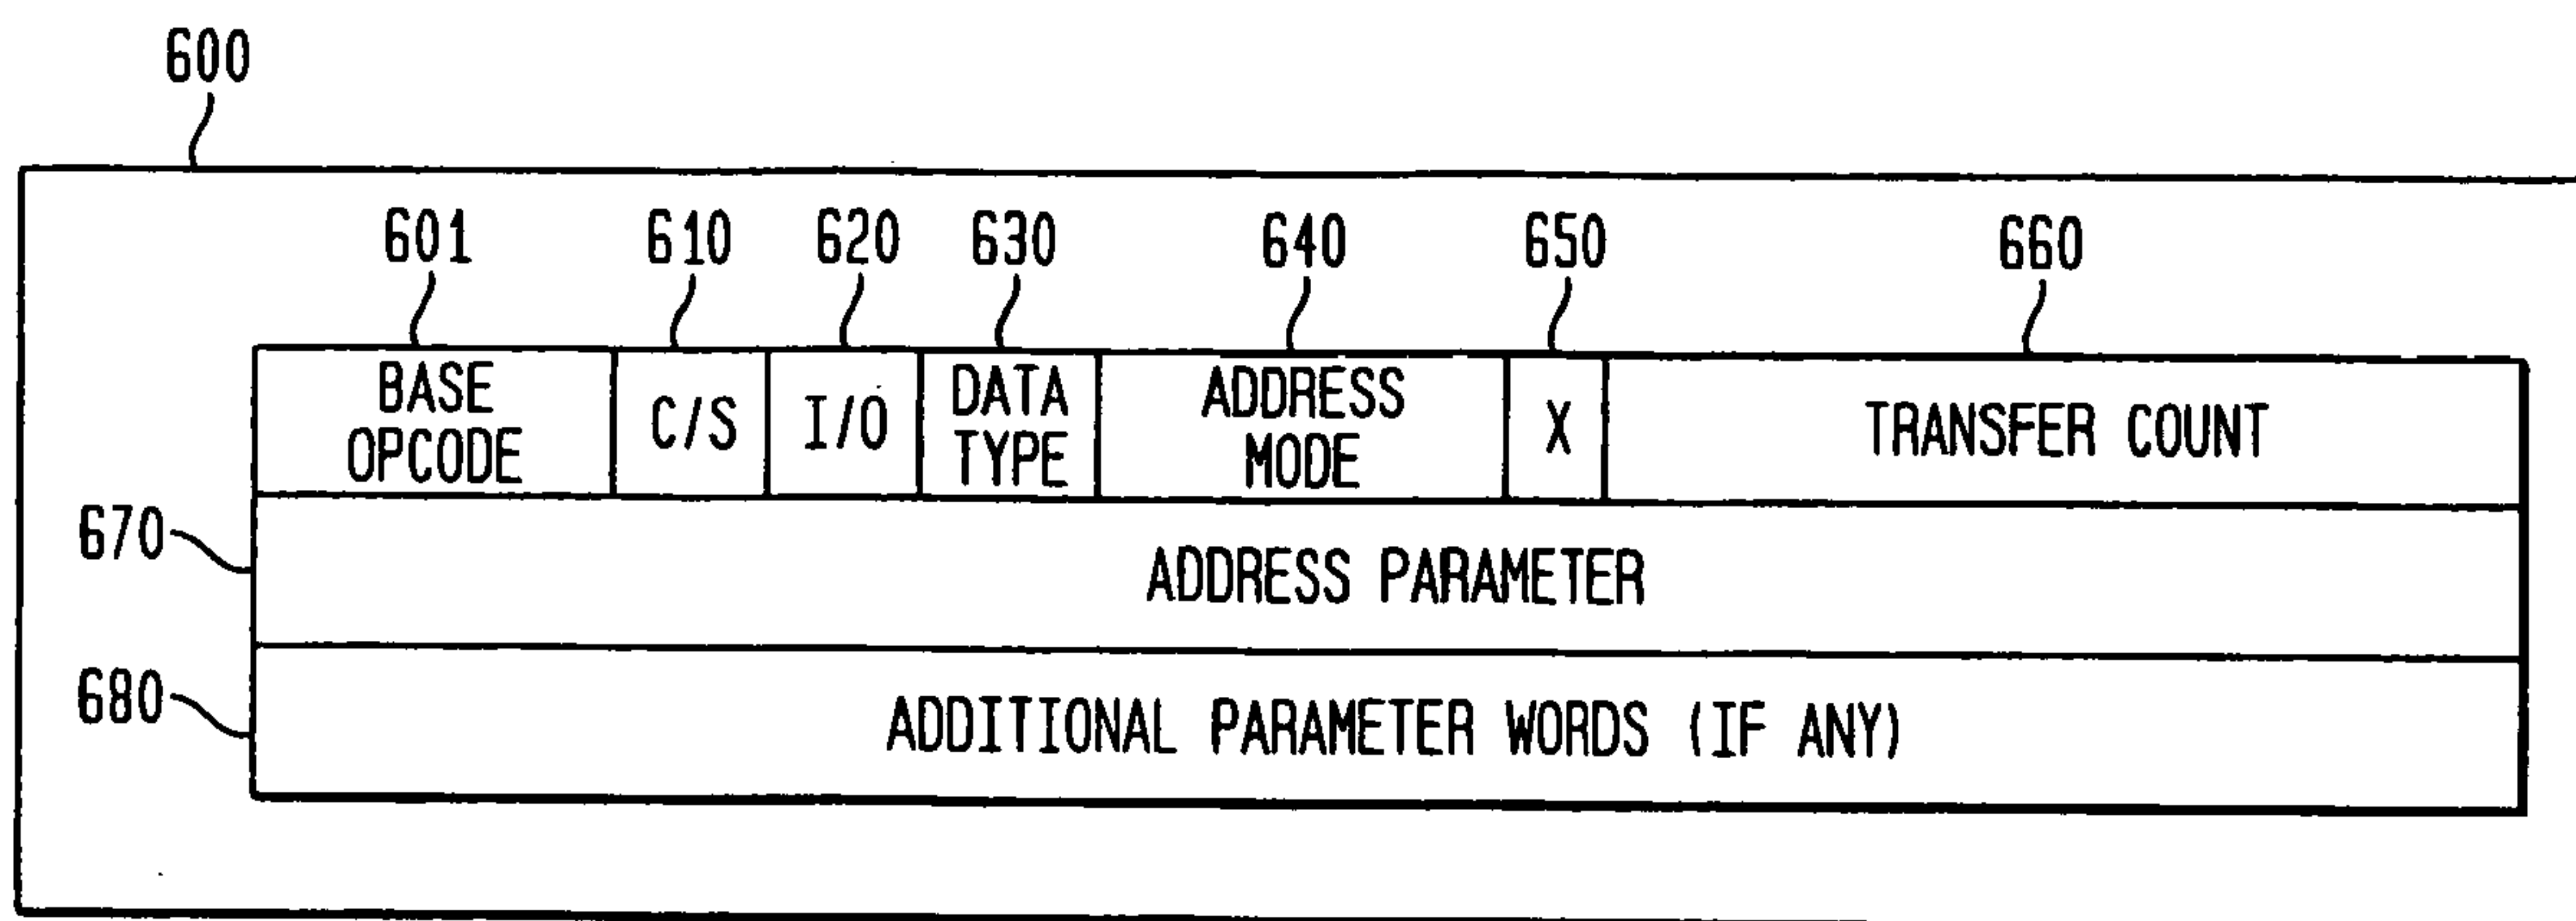 600
601 610 620 630 640 650 660
BASE OPCODE C/S I/O DATA TYPE ADDRESS MODE X TRANSFER COUNT
670 ADDRESS PARAMETER
680 ADDITIONAL PARAMETER WORDS (IF ANY)